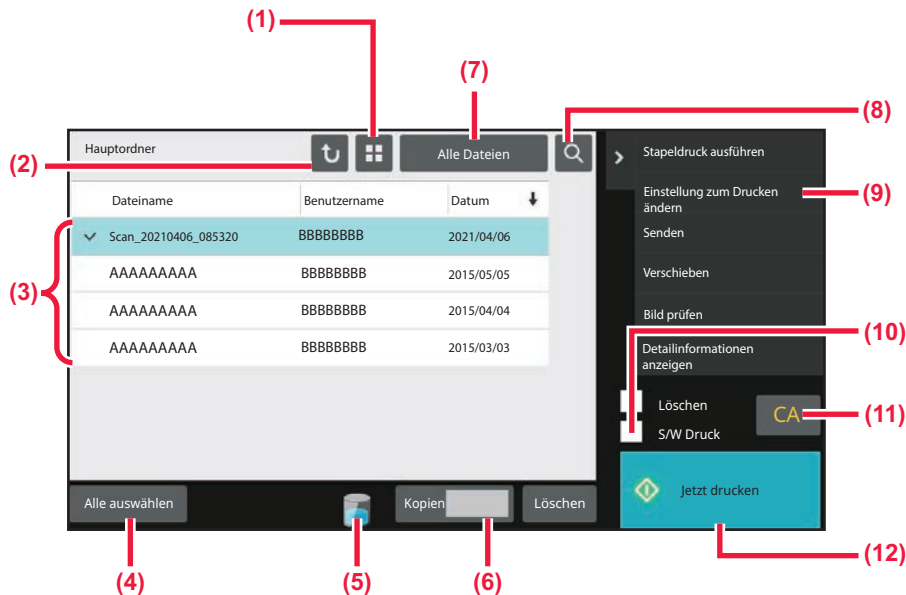 (1)
(7)
(8)
Hauptordner
Alle Dateien
Stapeldruck ausführen
(2)
Einstellung zum Drucken
ändern
(9)
Dateiname Benutzername Datum
Senden
Scan_20210406_085320 BBBBBBBB 2021/04/06
AAAAAAAAA BBBBBBBB 2015/05/05
Verschieben
(3)
AAAAAAAAA BBBBBBBB 2015/04/04
Bild prüfen
(10)
AAAAAAAAA BBBBBBBB 2015/03/03
Detailinformationen
anzeigen
Löschen
CA
(11)
S/W Druck
Alle auswählen
Kopien
Löschen
Jetzt drucken
(12)
(4)
(5)
(6)